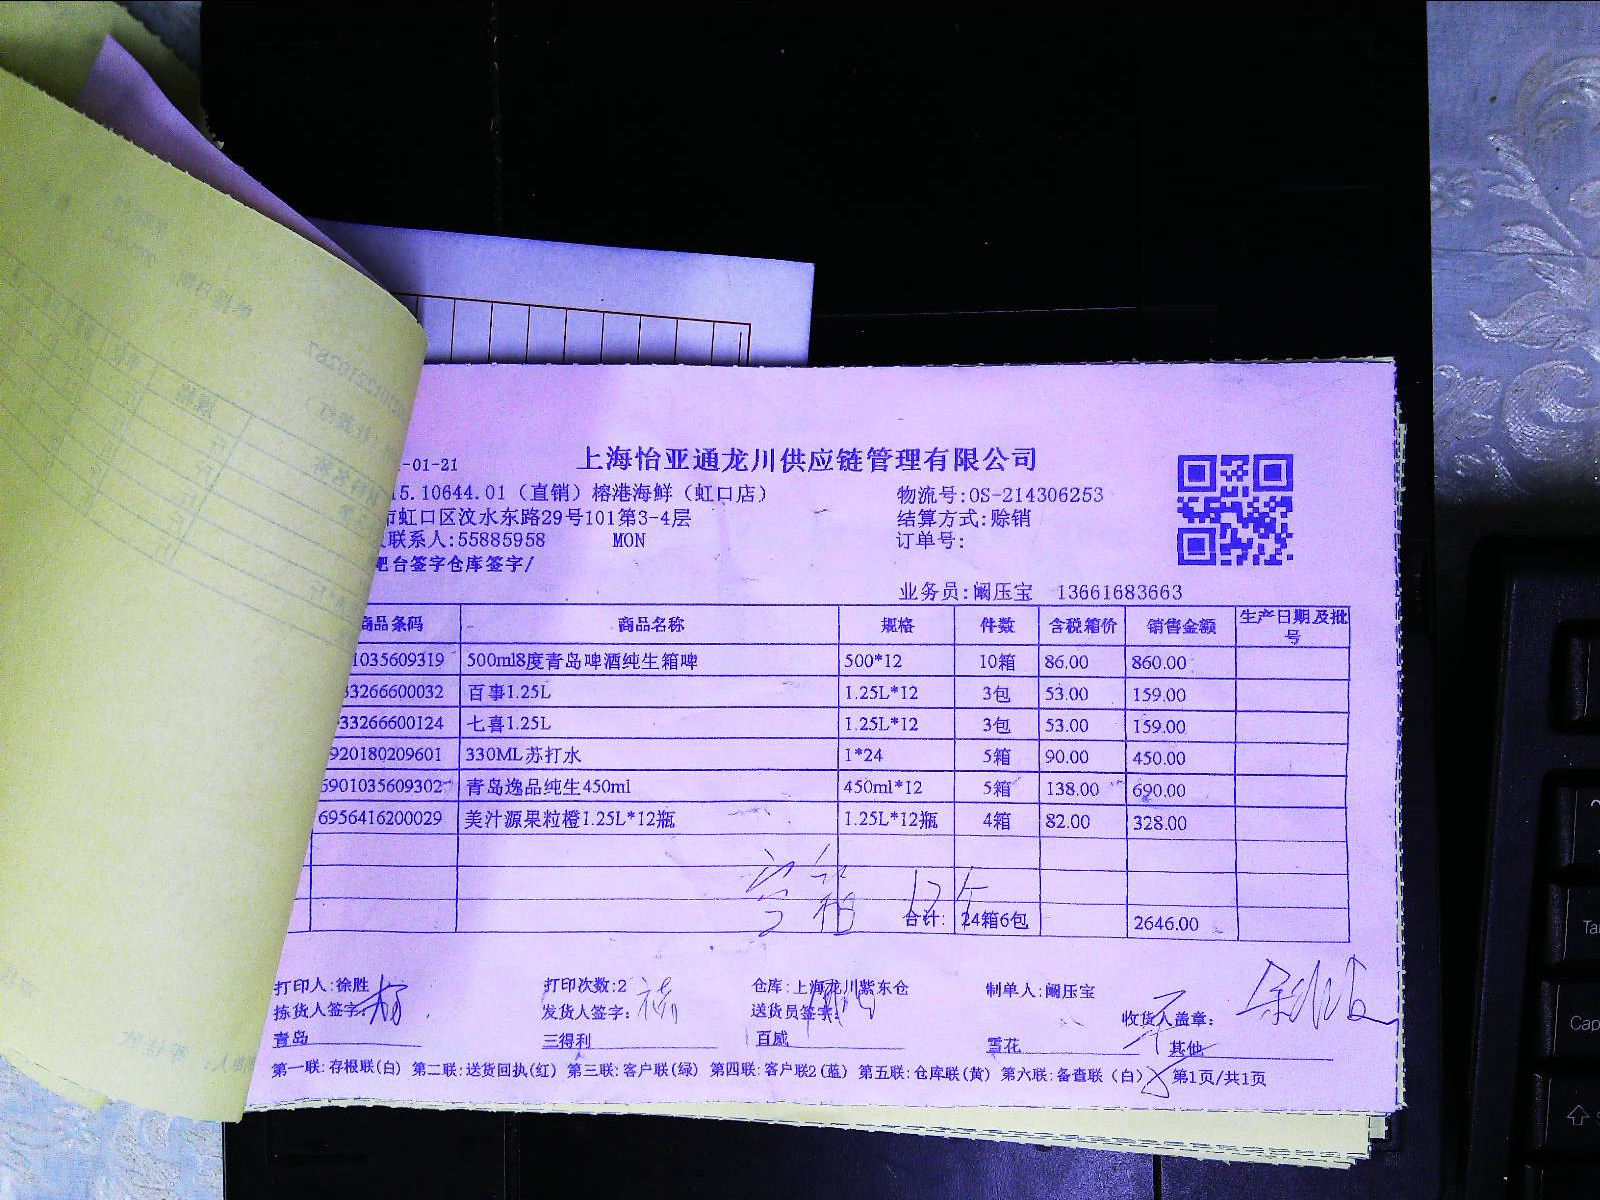 上海怡亚通龙川供应链管理有限公司
-01-21
15.10644.01（直销）榕港海鲜（虹口店） 物流号:OS-214306253
市虹口区汶水东路29号101第3-4层 结算方式:赊销
联系人:55885958 MON 订单号:
吧台签字仓库签字/
业务员:阚压宝 13661683663
商品条码 商品名称 规格 件数 含税箱价 销售金额 生产日期及批号
1035609319 500ml8度青岛啤酒纯生箱啤 500*12 10箱 86.00 860.00
33266600032 百事1.25L 1.25L*12 3包 53.00 159.00
33266600124 七喜1.25L 1.25L*12 3包 53.00 159.00
920180209601 330ML苏打水 1*24 5箱 90.00 450.00
6901035609302 青岛逸品纯生450ml 450ml*12 5箱 138.00 690.00
6956416200029 美汁源果粒橙1.25L*12瓶 1.25L*12瓶 4箱 82.00 328.00
空箱 12个
合计: 24箱6包 2646.00
打印人:徐胜 打印次数:2 仓库:上海龙川紫东仓 制单人:阚压宝
拣货人签字: 发货人签字: 送货员签字: 收货人盖章:
青岛 三得利 百威 雪花 其他
第一联:存根联(白) 第二联:送货回执(红) 第三联:客户联(绿) 第四联:客户联2(蓝) 第五联:仓库联(黄) 第六联:备查联（白） 第1页/共1页
Tab
Cap